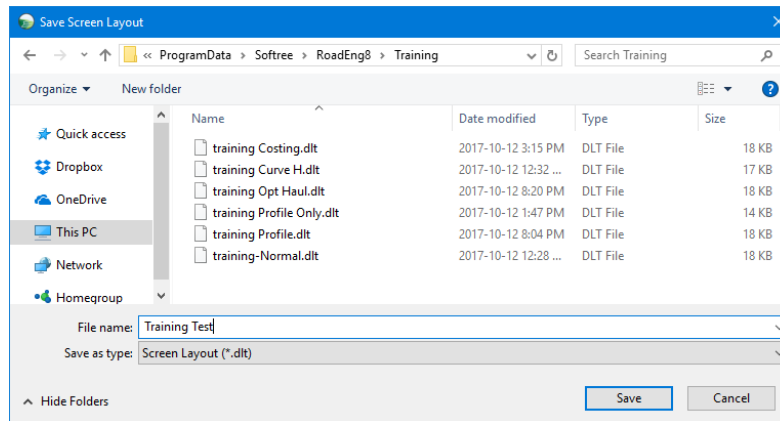 Save Screen Layout
« ProgramData > Softree > RoadEng8 > Training
Search Training
Organize
New folder
?
Name Date modified Type Size
Quick access
Dropbox
OneDrive
This PC
Network
Homegroup
training Costing.dlt 2017-10-12 3:15 PM DLT File 18 KB
training Curve H.dlt 2017-10-12 12:32 ... DLT File 17 KB
training Opt Haul.dlt 2017-10-12 8:20 PM DLT File 18 KB
training Profile Only.dlt 2017-10-12 1:47 PM DLT File 14 KB
training Profile.dlt 2017-10-12 8:04 PM DLT File 18 KB
training-Normal.dlt 2017-10-12 12:28 ... DLT File 18 KB
File name: Training Test
Save as type: Screen Layout (*.dlt)
Hide Folders
Save
Cancel